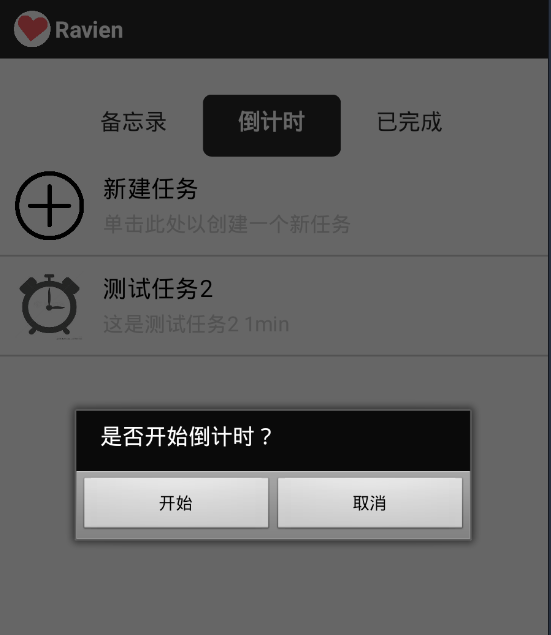 Ravien
备忘录 倒计时 已完成
新建任务
单击此处以创建一个新任务
测试任务2
这是测试任务2 1min
是否开始倒计时？
开始 取消